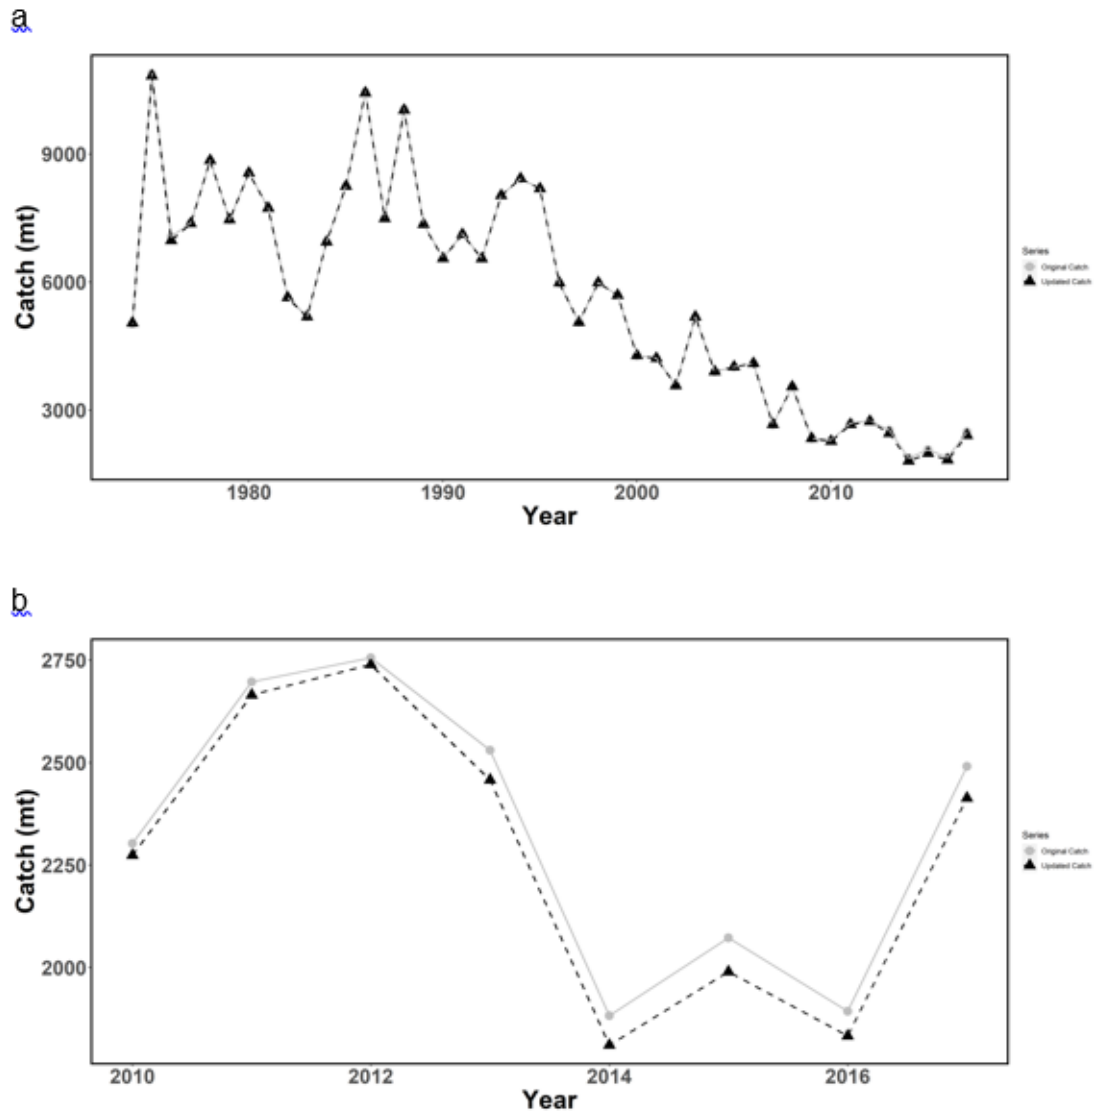 a
9000
6000
3000
Catch (mt)
1980 1990 2000 2010
Year
Series
Original Catch
Updated Catch
b
2750
2500
2250
2000
Catch (mt)
2010 2012 2014 2016
Year
Series
Original Catch
Updated Catch